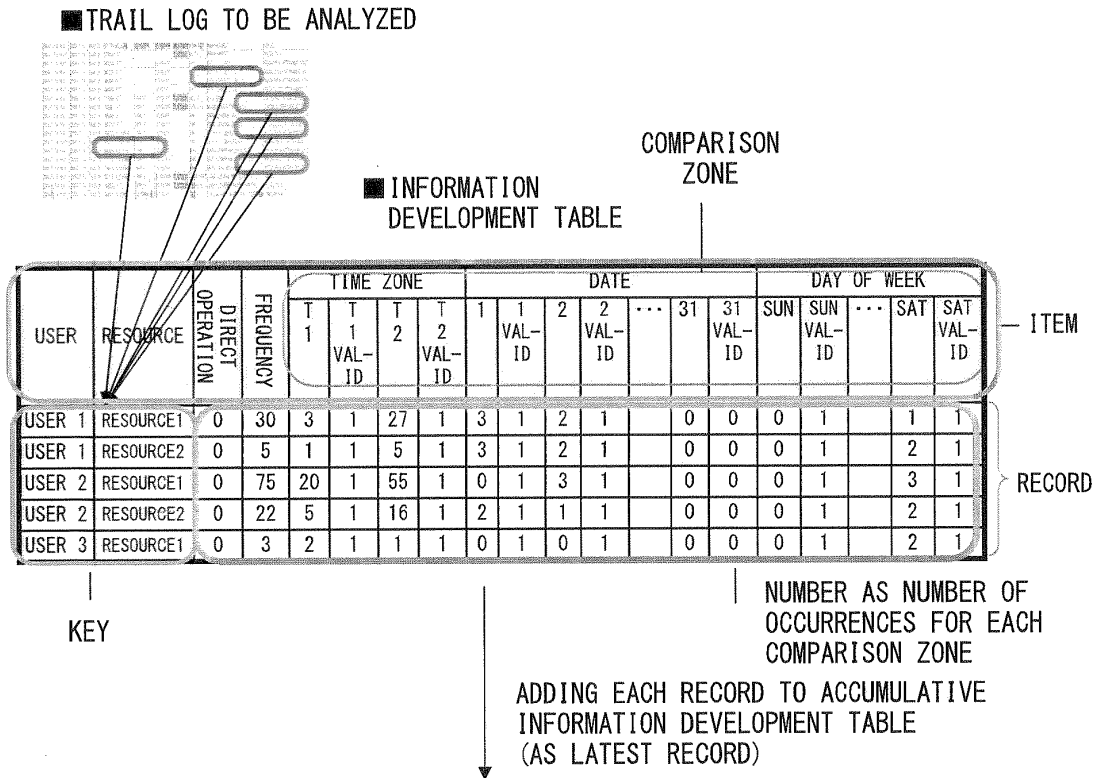 ■TRAIL LOG TO BE ANALYZED
COMPARISON
ZONE
■INFORMATION
DEVELOPMENT TABLE
TIME ZONE DATE DAY OF WEEK
USER RESOURCE DIRECT OPERATION FREQUENCY T 1 T 1 VAL-ID T 2 T 2 VAL-ID 1 1 VAL-ID 2 2 VAL-ID ... 31 31 VAL-ID SUN SUN VAL-ID ... SAT SAT VAL-ID
ITEM
USER 1 RESOURCE1 0 30 3 1 27 1 3 1 2 1 0 0 0 1 1 1
USER 1 RESOURCE2 0 5 1 1 5 1 3 1 2 1 0 0 0 1 2 1
USER 2 RESOURCE1 0 75 20 1 55 1 0 1 3 1 0 0 0 1 3 1
USER 2 RESOURCE2 0 22 5 1 16 1 2 1 1 1 0 0 0 1 2 1
USER 3 RESOURCE1 0 3 2 1 1 1 0 1 0 1 0 0 0 1 2 1
RECORD
KEY
NUMBER AS NUMBER OF
OCCURRENCES FOR EACH
COMPARISON ZONE
ADDING EACH RECORD TO ACCUMULATIVE
INFORMATION DEVELOPMENT TABLE
(AS LATEST RECORD)